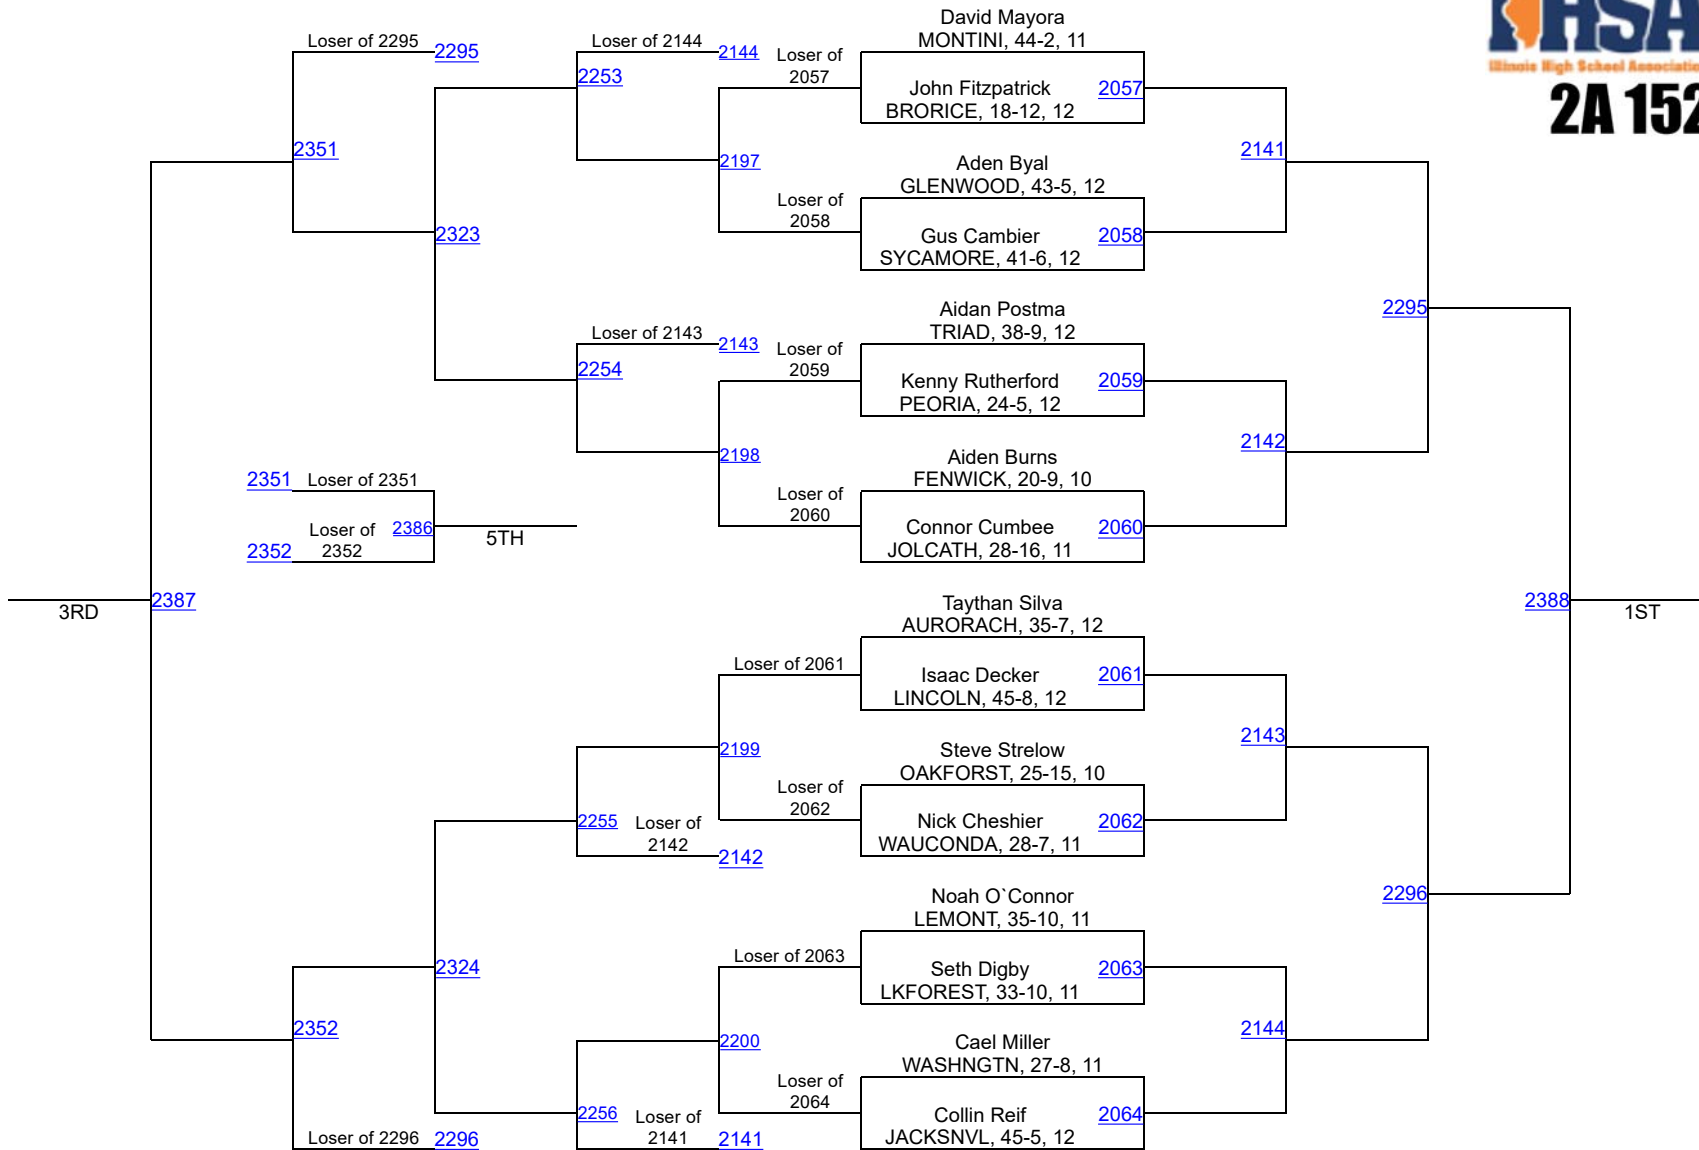 IHSA
Illinois High School Associatio
2A 152
David Mayora
MONTINI, 44-2, 11
Loser of 2295
2295
Loser of 2144
2144
Loser of
2057
2253
John Fitzpatrick
2057
BRORICE, 18-12, 12
2351
2197
2141
Aden Byal
GLENWOOD, 43-5, 12
Loser of
2058
2323
Gus Cambier
2058
SYCAMORE, 41-6, 12
Aidan Postma
TRIAD, 38-9, 12
2295
Loser of 2143
2143
Loser of
2059
2254
Kenny Rutherford
2059
PEORIA, 24-5, 12
2198
2142
Aiden Burns
FENWICK, 20-9, 10
2351
Loser of 2351
Loser of
2060
Loser of
2352
2386
2352
5TH
Connor Cumbee
2060
JOLCATH, 28-16, 11
3RD
2387
Taythan Silva
AURORACH, 35-7, 12
2388
1ST
Loser of 2061
Isaac Decker
2061
LINCOLN, 45-8, 12
2199
2143
Steve Strelow
OAKFORST, 25-15, 10
Loser of
2062
2255
Loser of
2142
2142
Nick Cheshier
2062
WAUCONDA, 28-7, 11
Noah O`Connor
LEMONT, 35-10, 11
2296
Loser of 2063
2324
Seth Digby
2063
LKFOREST, 33-10, 11
2352
2200
2144
Cael Miller
WASHNGTN, 27-8, 11
Loser of
2064
2256
Loser of
2141
2141
Collin Reif
2064
JACKSNVL, 45-5, 12
Loser of 2296
2296